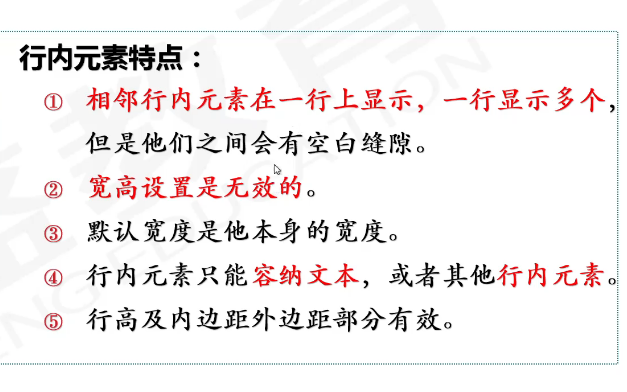 行内元素特点：
① 相邻行内元素在一行上显示，一行显示多个，
但是他们之间会有空白缝隙。
② 宽高设置是无效的。
③ 默认宽度是他本身的宽度。
④ 行内元素只能容纳文本，或者其他行内元素。
⑤ 行高及内边距外边距部分有效。